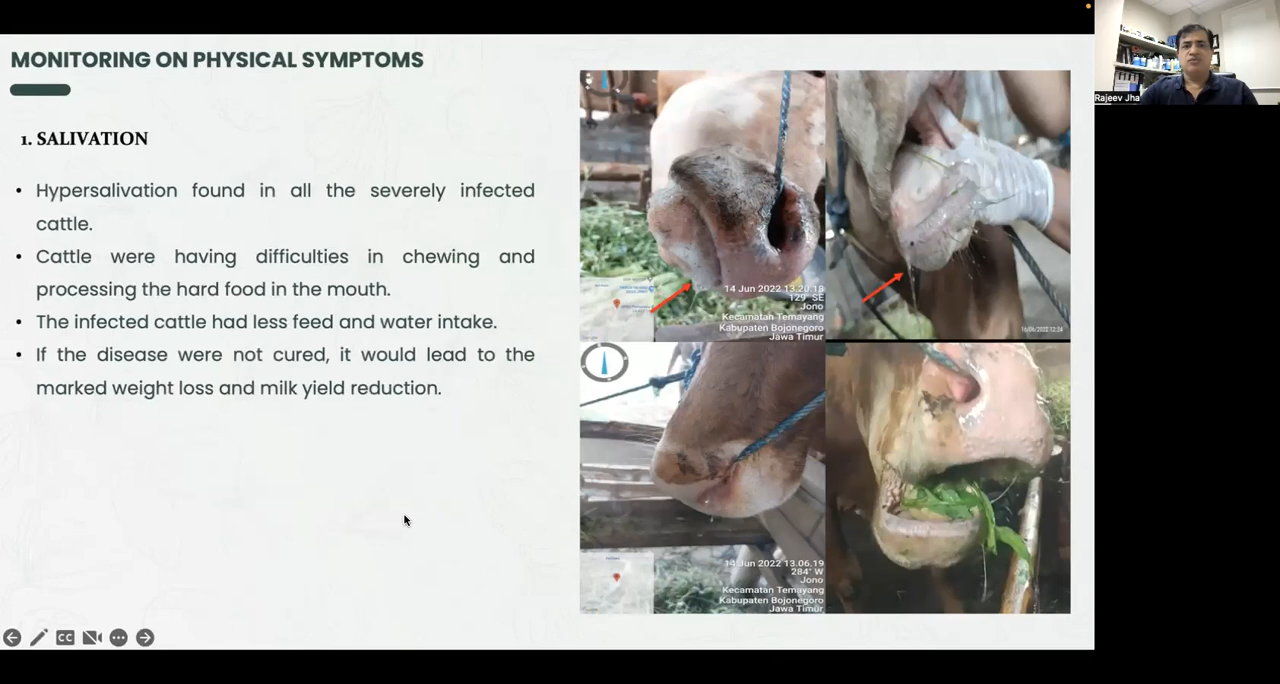 MONITORING ON PHYSICAL SYMPTOMS
1. SALIVATION
• Hypersalivation found in all the severely infected
cattle.
• Cattle were having difficulties in chewing and
processing the hard food in the mouth.
• The infected cattle had less feed and water intake.
• If the disease were not cured, it would lead to the
marked weight loss and milk yield reduction.
14 Jun 2022 13.20.18
129° SE
Jono
Kecamatan Temayang
Kabupaten Bojonegoro
Jawa Timur
14 Jun 2022 13.06.19
284° W
Jono
Kecamatan Temayang
Kabupaten Bojonegoro
Jawa Timur
CC
Rajeev Jha